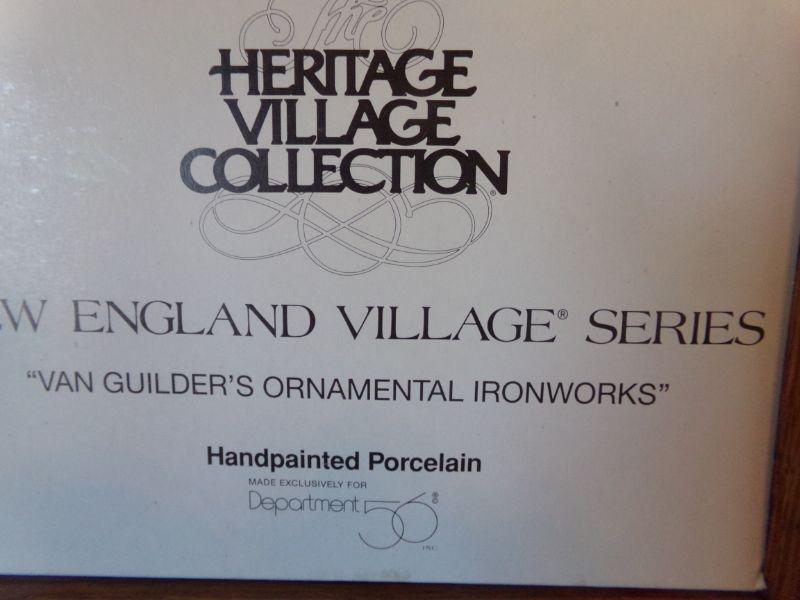 The
HERITAGE
VILLAGE
COLLECTION®
EW ENGLAND VILLAGE® SERIES
“VAN GUILDER’S ORNAMENTAL IRONWORKS”
Handpainted Porcelain
MADE EXCLUSIVELY FOR
Department 56®
INC.